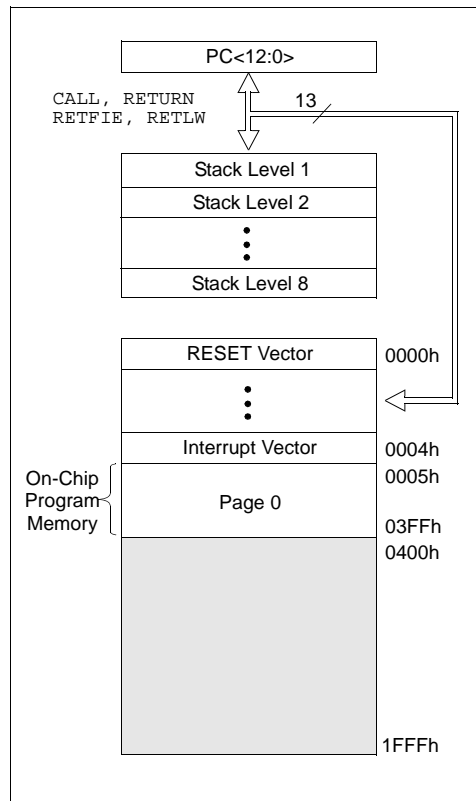 PC<12:0>
CALL, RETURN
RETFIE, RETLW
13
Stack Level 1
Stack Level 2
Stack Level 8
RESET Vector
0000h
Interrupt Vector
0004h
0005h
On-Chip
Program
Memory
Page 0
03FFh
0400h
1FFFh